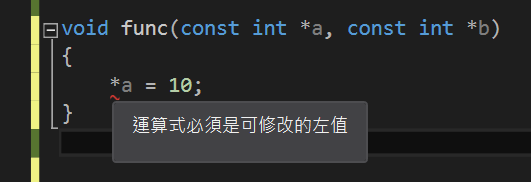 void func(const int *a, const int *b)
{
*a = 10;
}
運算式必須是可修改的左值